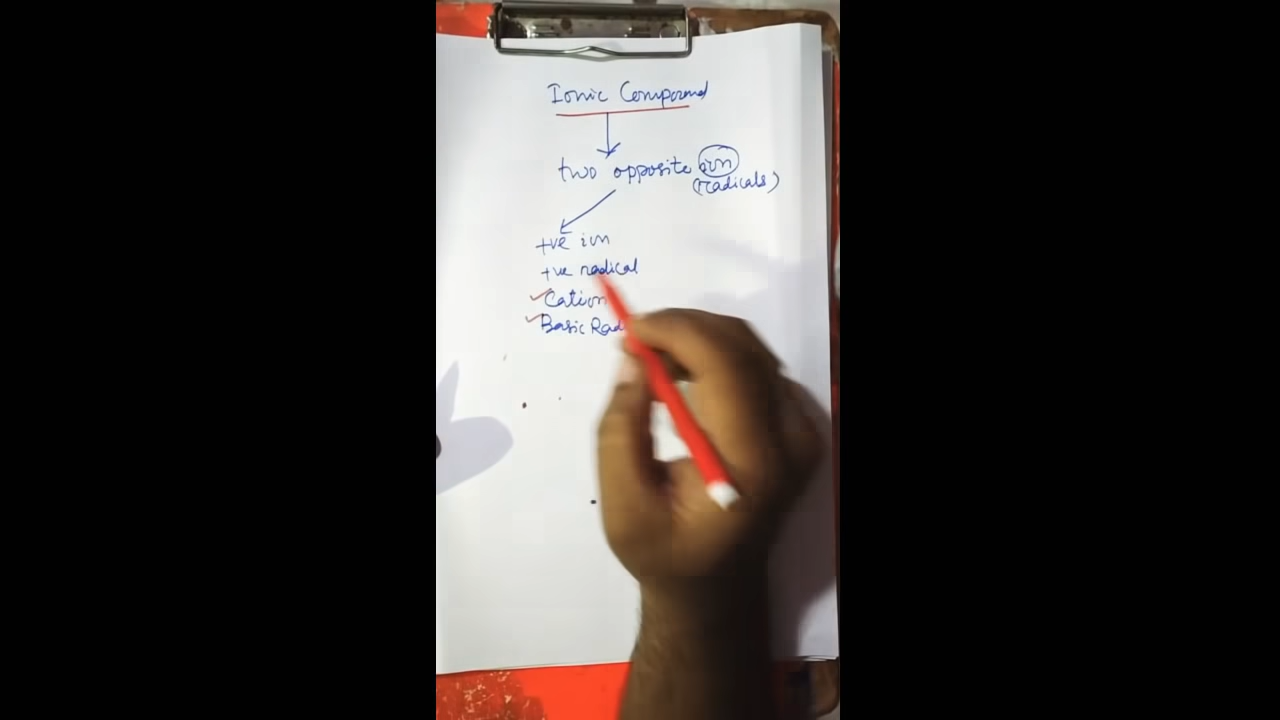 Ionic Compound
two opposite ion
(radicals)
+ve ion
+ve radical
Cation
Basic Rad